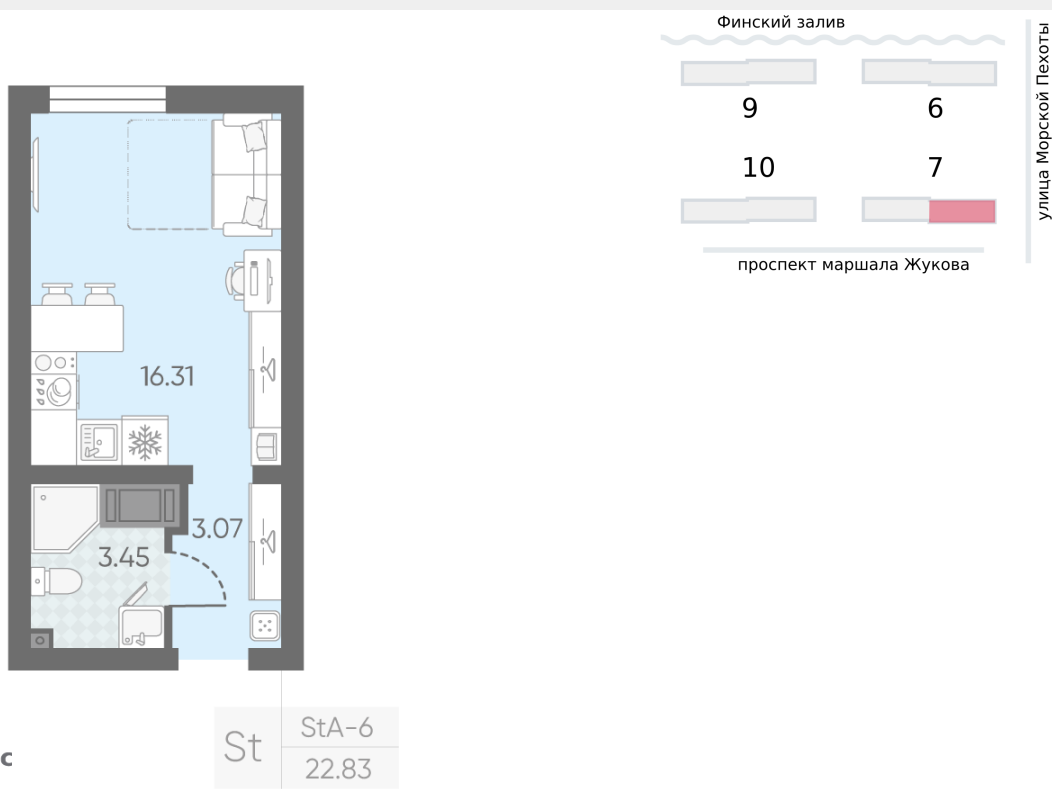 Финский залив
улица Морской Пехоты
9
6
10
7
проспект маршала Жукова
16.31
3.07
3.45
St
StA-6
22.83
с